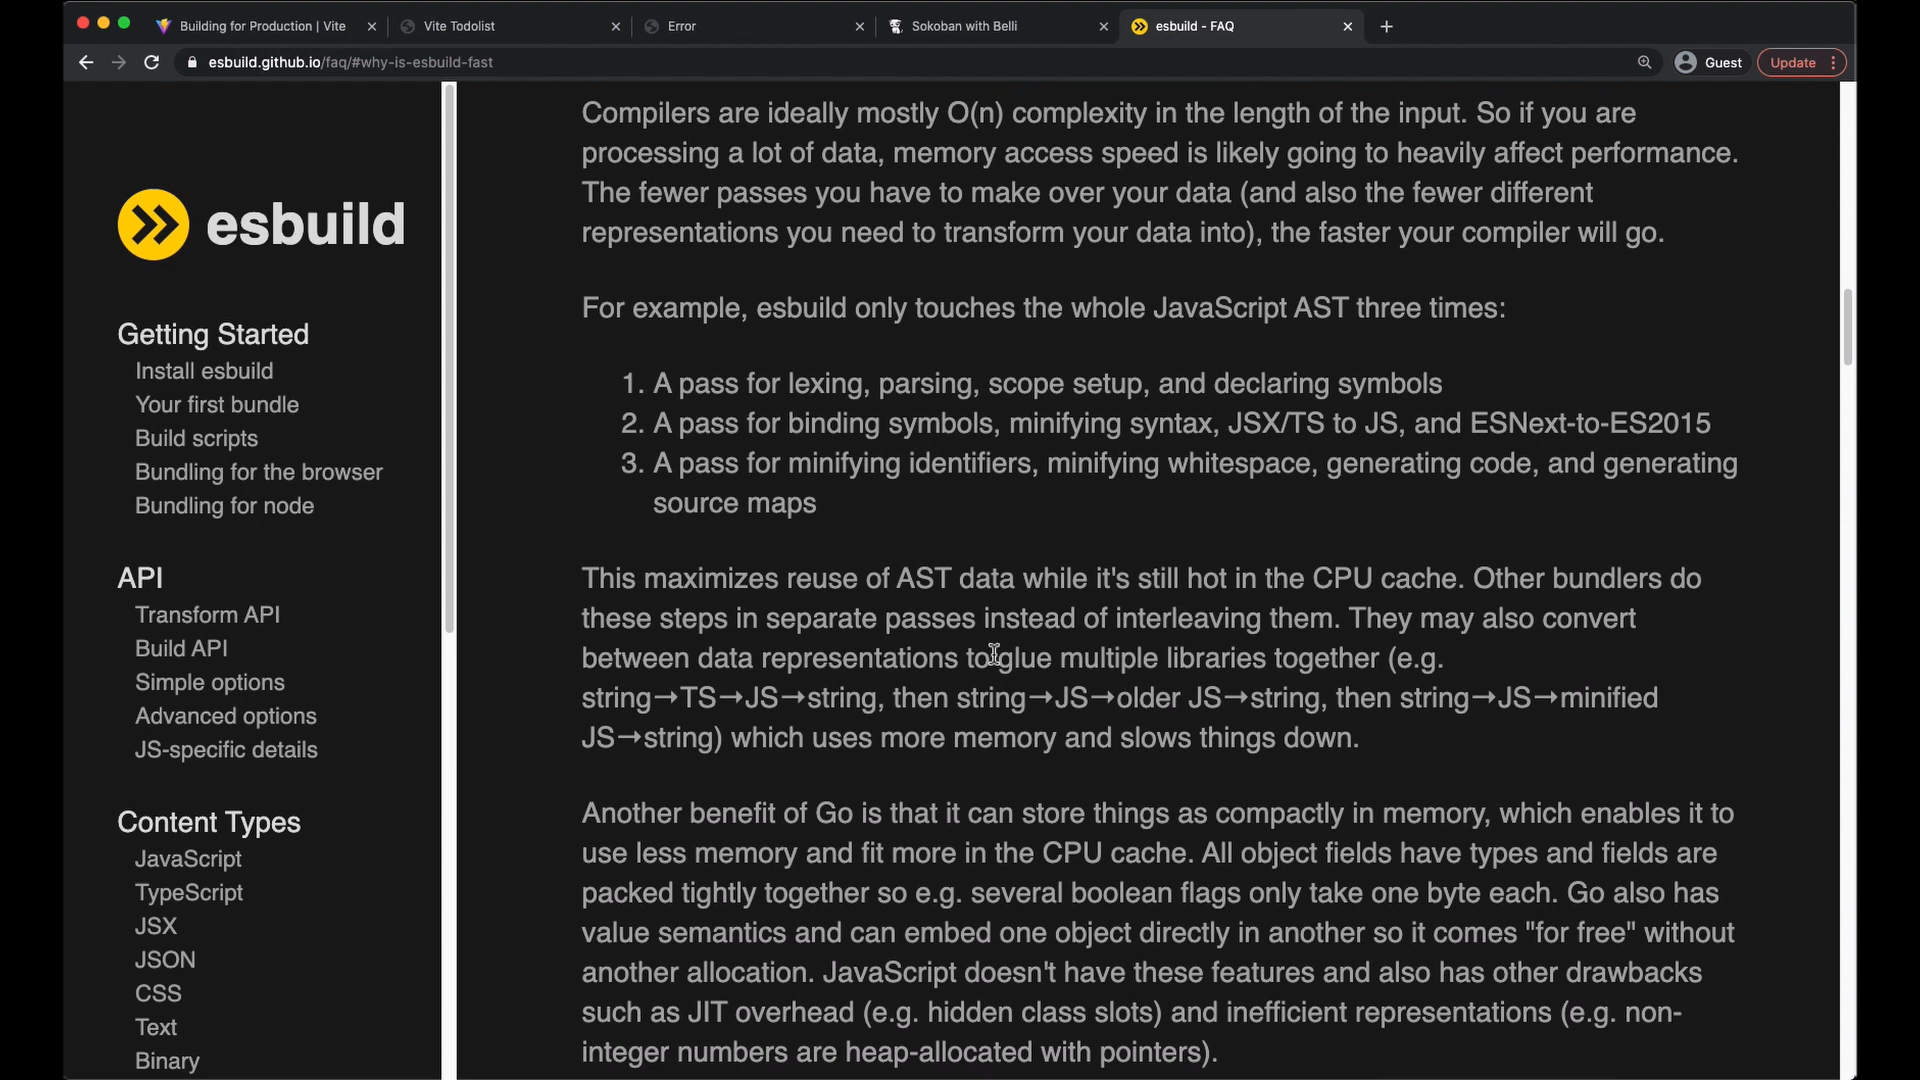 Building for Production | Vite
Vite Todolist
Error
Sokoban with Belli
esbuild - FAQ
esbuild.github.io/faq/#why-is-esbuild-fast
Guest
Update
esbuild
Getting Started
Install esbuild
Your first bundle
Build scripts
Bundling for the browser
Bundling for node
API
Transform API
Build API
Simple options
Advanced options
JS-specific details
Content Types
JavaScript
TypeScript
JSX
JSON
CSS
Text
Binary
Compilers are ideally mostly O(n) complexity in the length of the input. So if you are
processing a lot of data, memory access speed is likely going to heavily affect performance.
The fewer passes you have to make over your data (and also the fewer different
representations you need to transform your data into), the faster your compiler will go.
For example, esbuild only touches the whole JavaScript AST three times:
1. A pass for lexing, parsing, scope setup, and declaring symbols
2. A pass for binding symbols, minifying syntax, JSX/TS to JS, and ESNext-to-ES2015
3. A pass for minifying identifiers, minifying whitespace, generating code, and generating
source maps
This maximizes reuse of AST data while it's still hot in the CPU cache. Other bundlers do
these steps in separate passes instead of interleaving them. They may also convert
between data representations to glue multiple libraries together (e.g.
string→TS→JS→string, then string→JS→older JS→string, then string→JS→minified
JS→string) which uses more memory and slows things down.
Another benefit of Go is that it can store things as compactly in memory, which enables it to
use less memory and fit more in the CPU cache. All object fields have types and fields are
packed tightly together so e.g. several boolean flags only take one byte each. Go also has
value semantics and can embed one object directly in another so it comes "for free" without
another allocation. JavaScript doesn't have these features and also has other drawbacks
such as JIT overhead (e.g. hidden class slots) and inefficient representations (e.g. non-
integer numbers are heap-allocated with pointers).